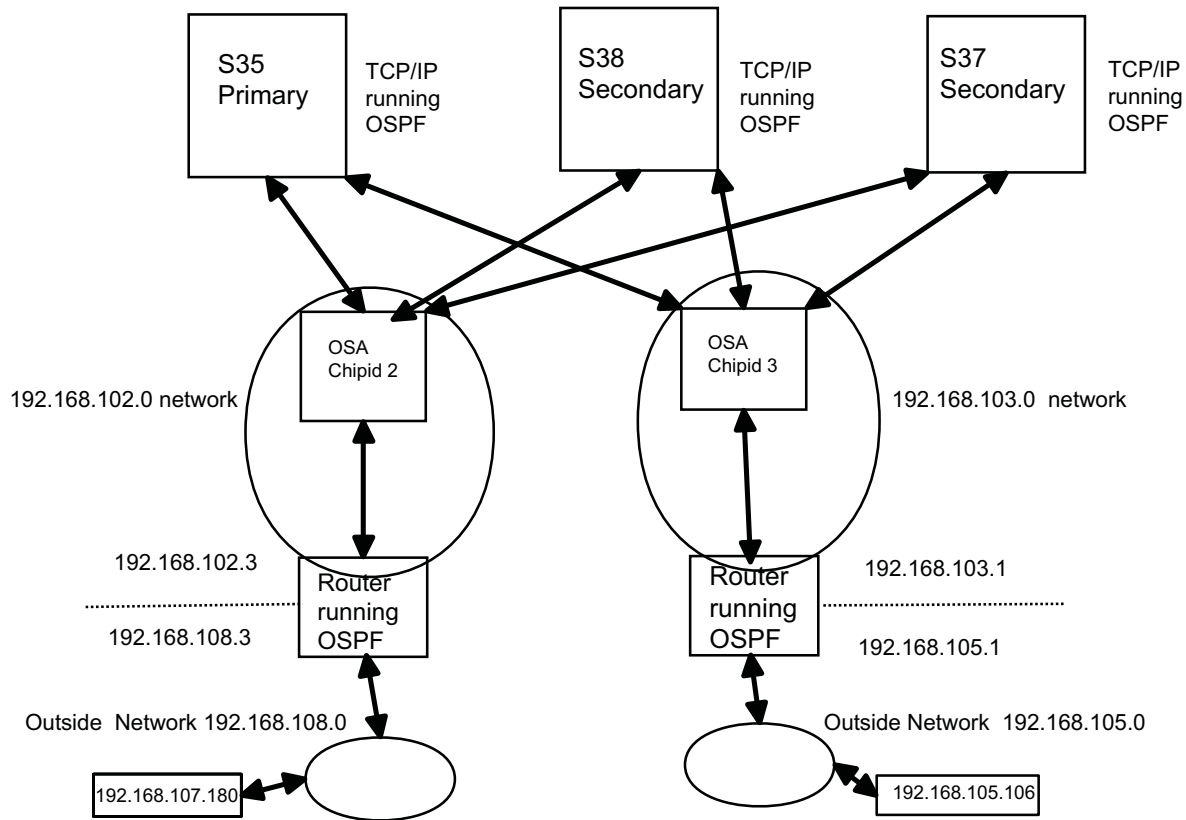 S35
Primary
TCP/IP
running
OSPF
S38
Secondary
TCP/IP
running
OSPF
S37
Secondary
TCP/IP
running
OSPF
OSA
Chipid 2
OSA
Chipid 3
192.168.102.0 network
192.168.103.0 network
192.168.102.3
Router
running
OSPF
192.168.108.3
Router
running
OSPF
192.168.103.1
192.168.105.1
Outside Network 192.168.108.0
Outside Network 192.168.105.0
192.168.107.180
192.168.105.106